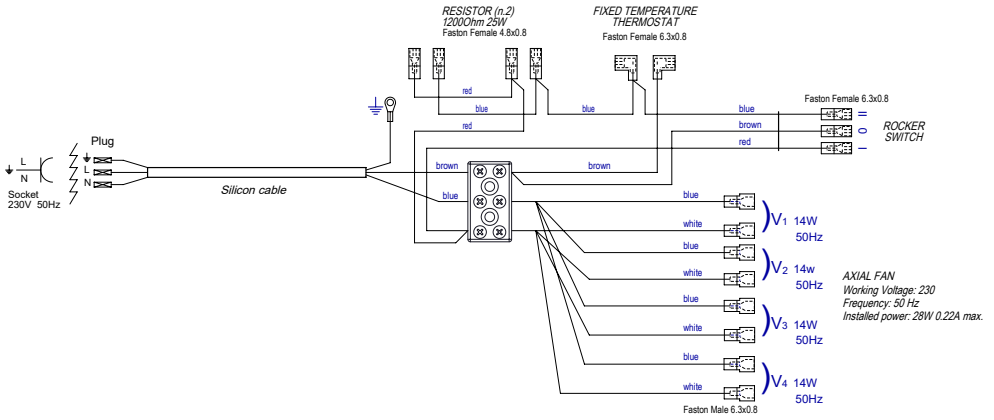 RESISTOR (n.2)
1200Ohm 25W
Faston Female 4.8x0.8
FIXED TEMPERATURE
THERMOSTAT
Faston Female 6.3x0.8
red
blue
blue
red
blue
brown
red
Faston Female 6.3x0.8
II
0
I
ROCKER
SWITCH
Plug
L
N
L
N
Socket
230V 50Hz
Silicon cable
brown
blue
brown
blue
white
V1 14W
50Hz
blue
white
V2 14w
50Hz
blue
white
V3 14W
50Hz
blue
white
V4 14W
50Hz
Faston Male 6.3x0.8
AXIAL FAN
Working Voltage: 230
Frequency: 50 Hz
Installed power: 28W 0.22A max.